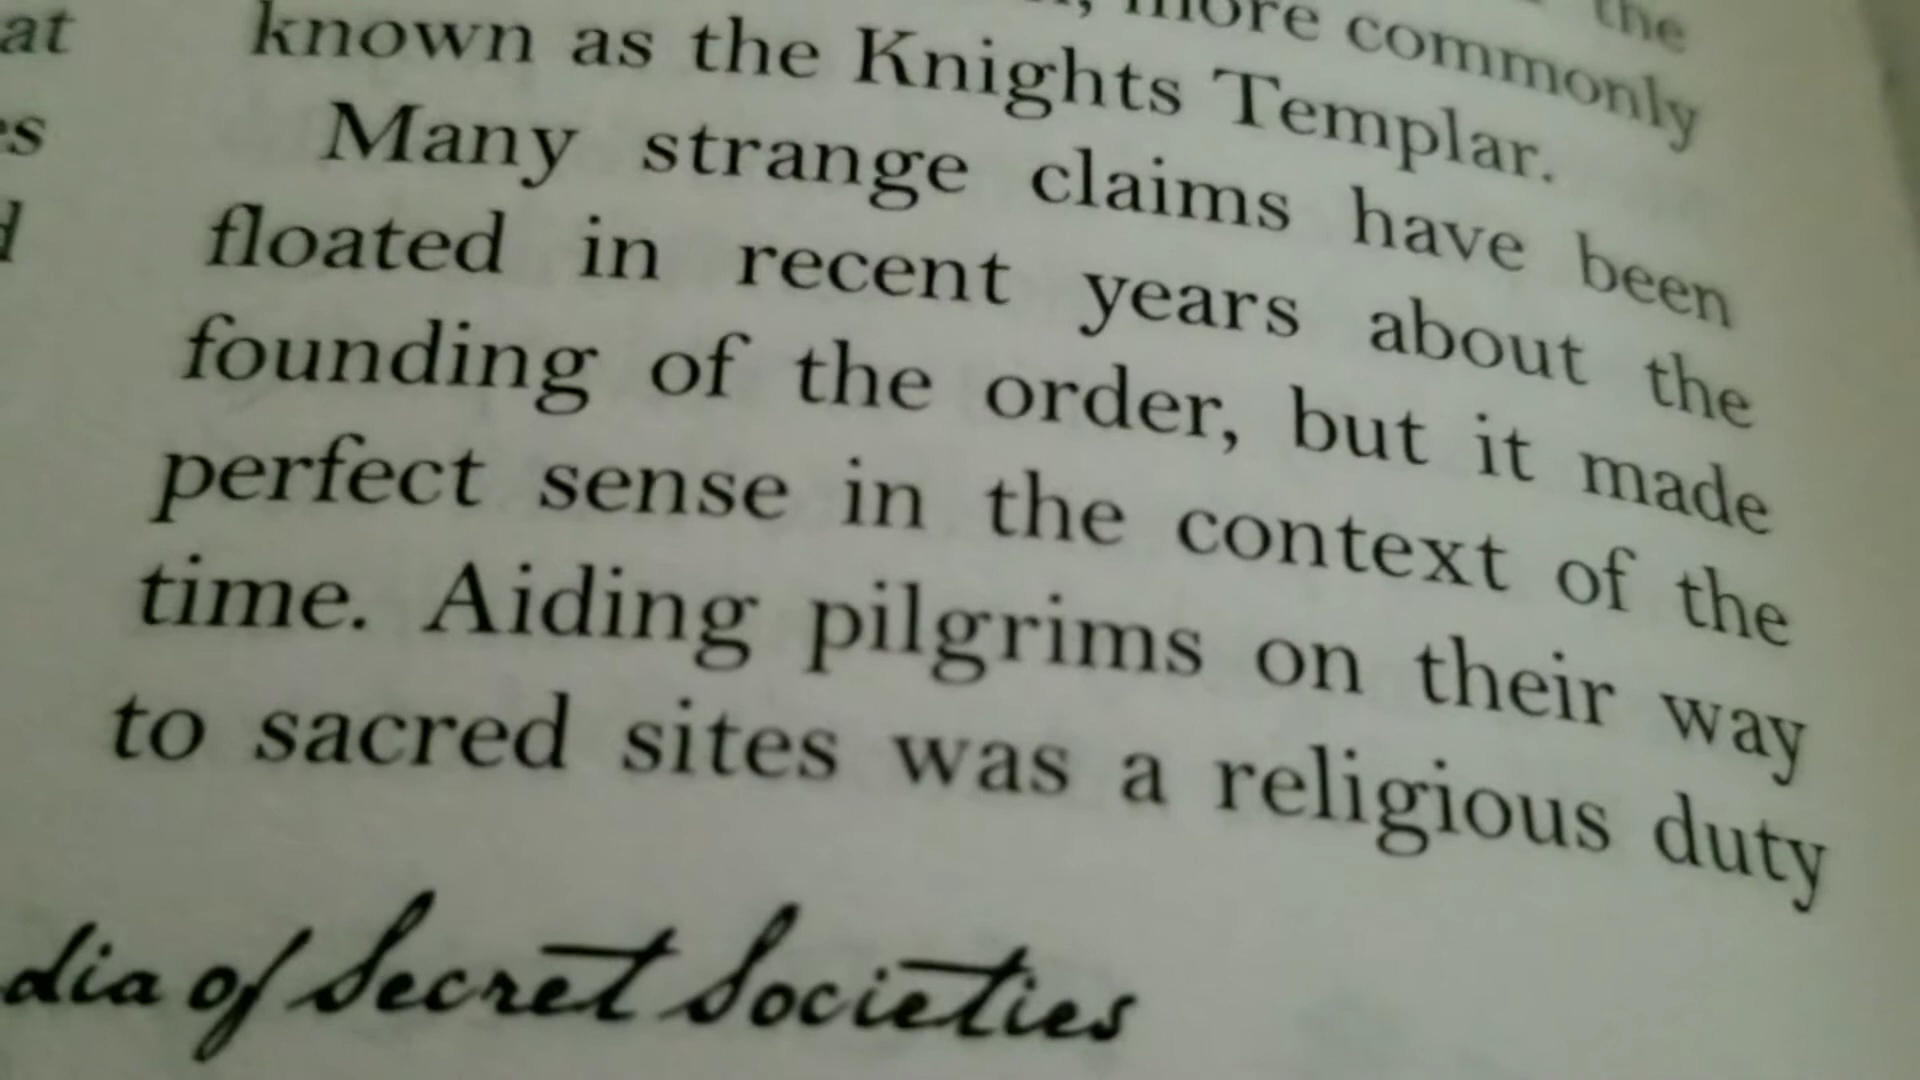 the
more commonly
known as the Knights Templar.
Many strange claims have been
floated in recent years about the
founding of the order, but it made
perfect sense in the context of the
time. Aiding pilgrims on their way
to sacred sites was a religious duty
dia of Secret Societies